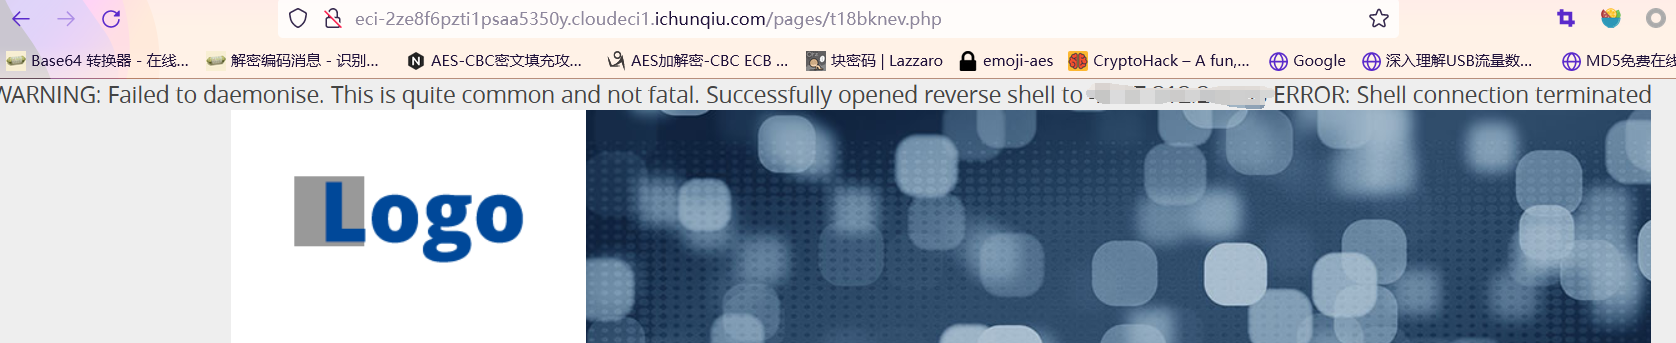 eci-2ze8f6pzti1psaa5350y.cloudeci1.ichunqiu.com/pages/t18bknev.php
Base64 转换器 - 在线... 解密编码消息 - 识别... AES-CBC密文填充攻... AES加解密-CBC ECB ... 块密码 | Lazzaro emoji-aes CryptoHack – A fun,... Google 深入理解USB流量数... MD5免费在线
WARNING: Failed to daemonise. This is quite common and not fatal. Successfully opened reverse shell to ERROR: Shell connection terminated
Logo